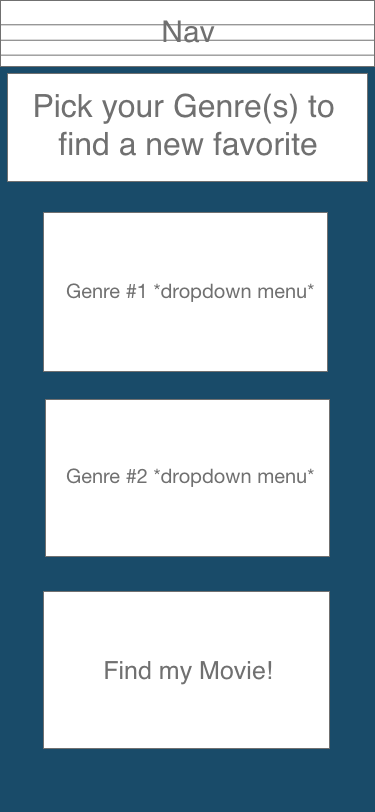 Nav
Pick your Genre(s) to
find a new favorite
Genre #1 *dropdown menu*
Genre #2 *dropdown menu*
Find my Movie!